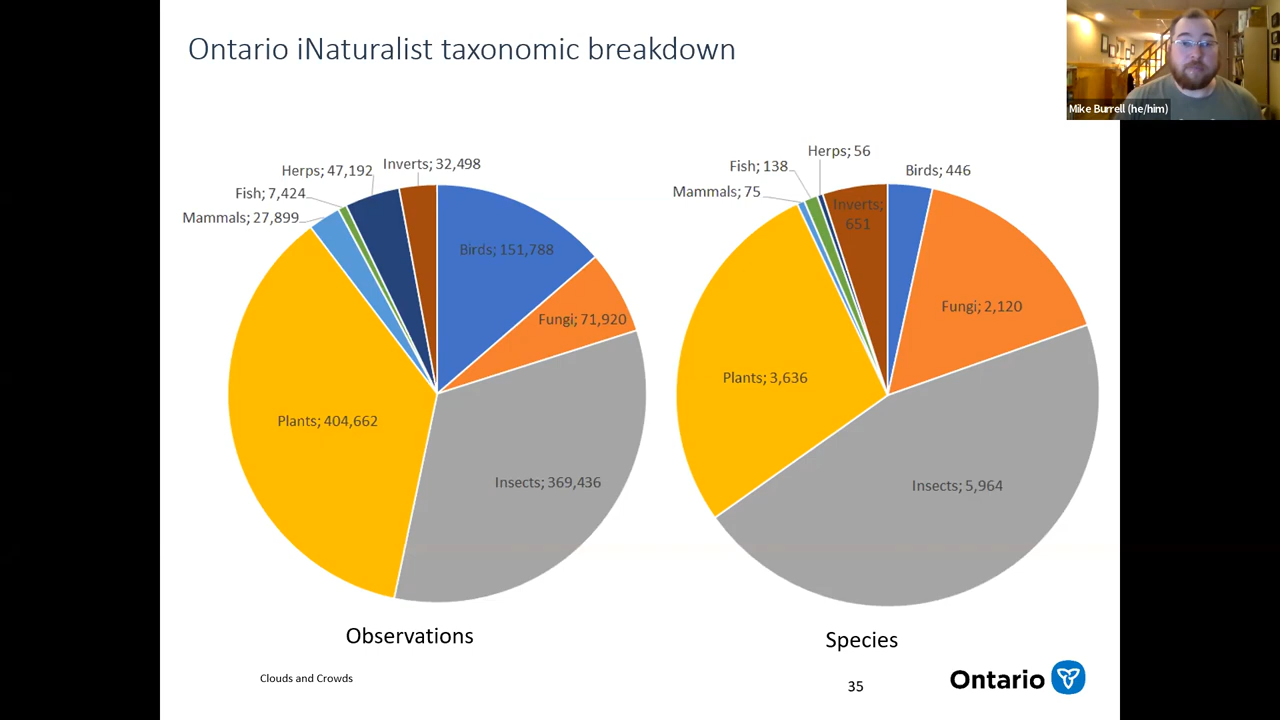 Ontario iNaturalist taxonomic breakdown
Mike Burrell (he/him)
Herps; 47,192
Inverts; 32,498
Fish; 7,424
Mammals; 27,899
Birds; 151,788
Fungi; 71,920
Plants; 404,662
Insects; 369,436
Observations
Herps; 56
Fish; 138
Birds; 446
Mammals; 75
Inverts;
651
Fungi; 2,120
Plants; 3,636
Insects; 5,964
Species
Clouds and Crowds
35
Ontario